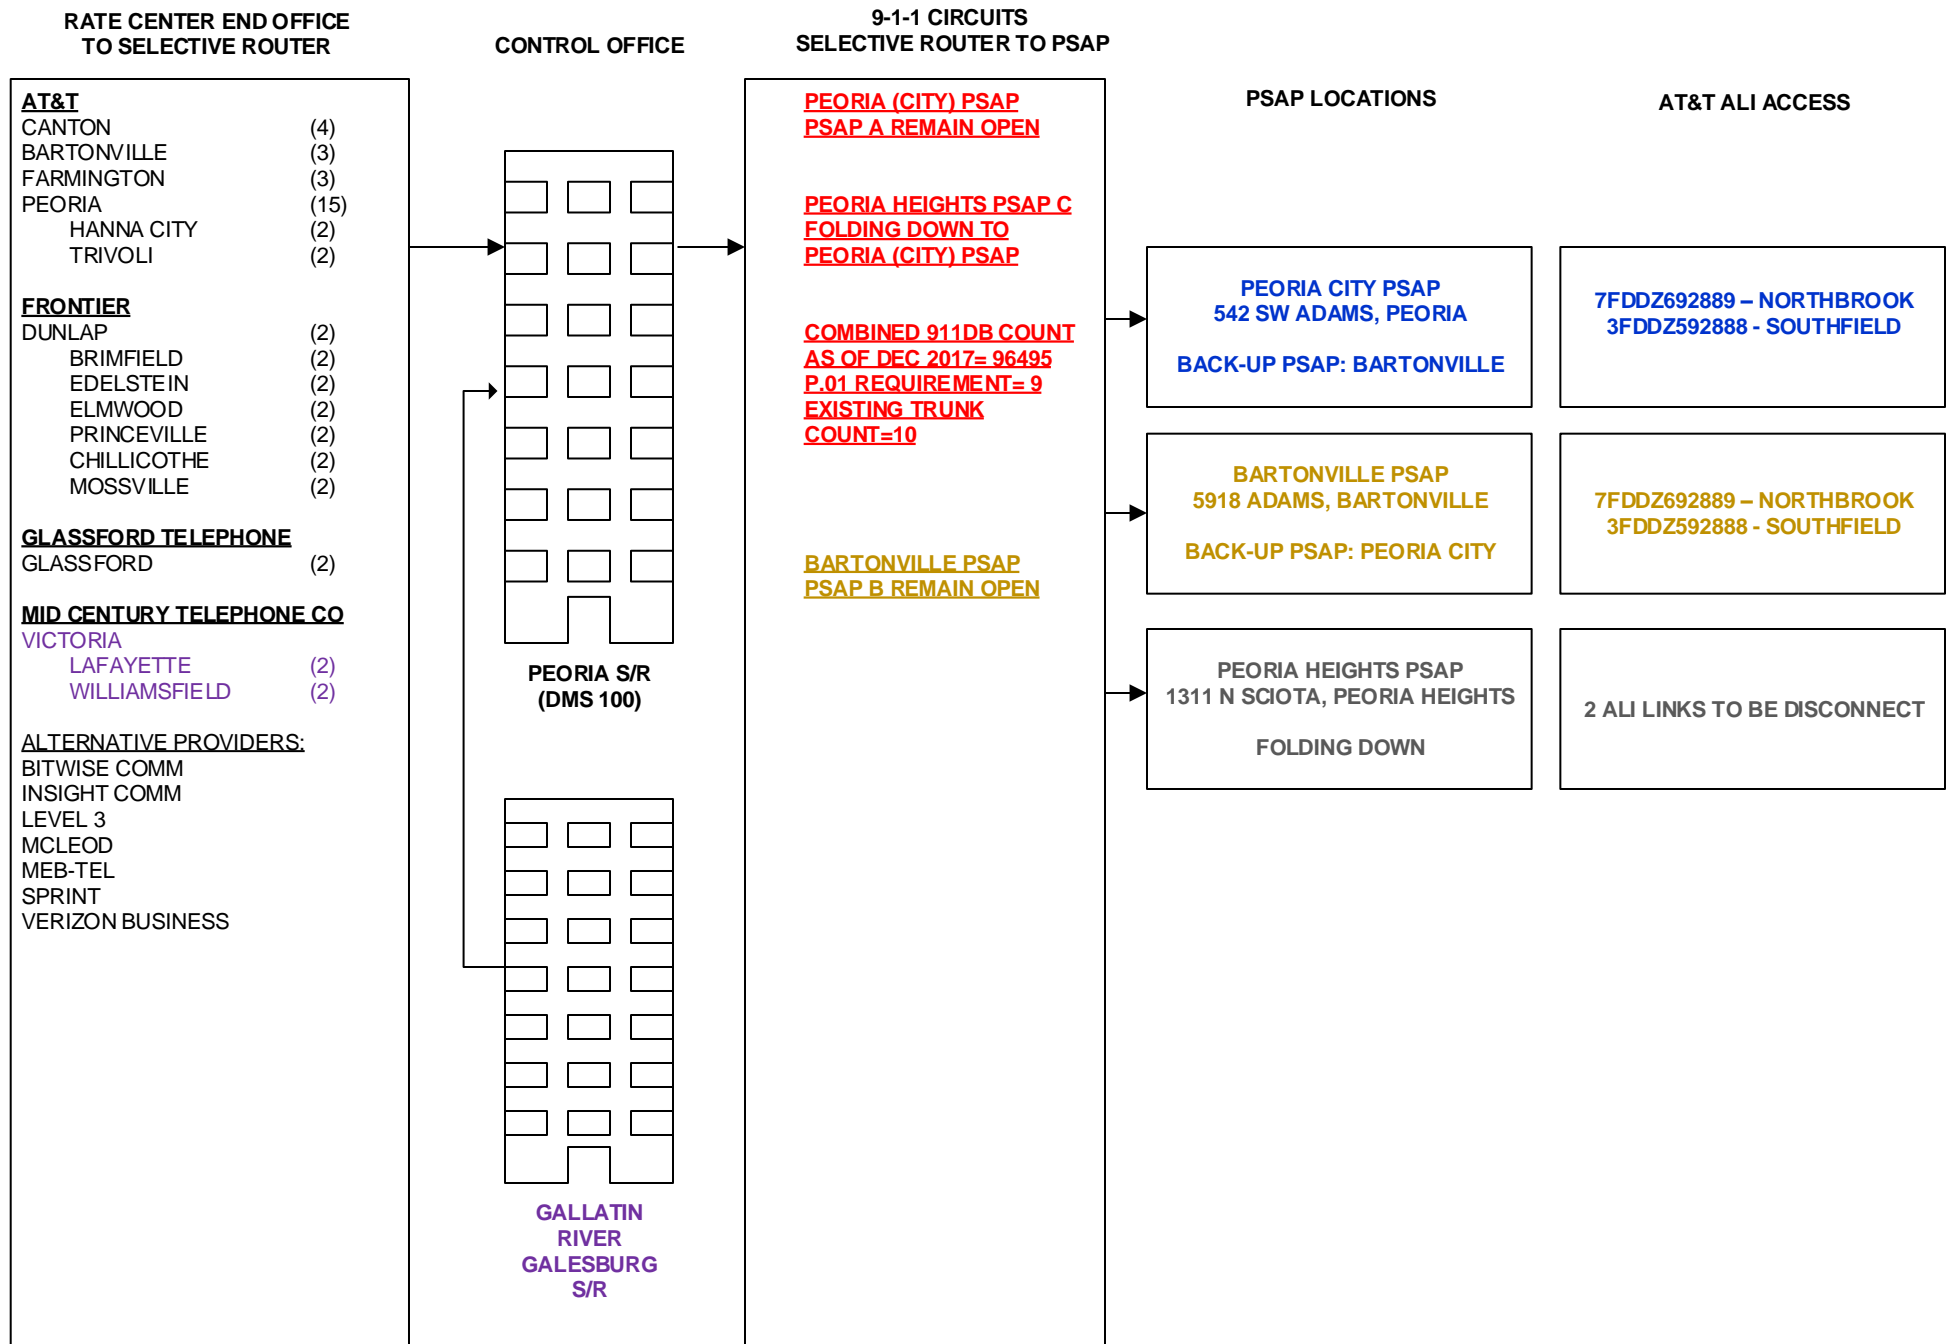 RATE CENTER END OFFICE
TO SELECTIVE ROUTER
AT&T
CANTON (4)
BARTONVILLE (3)
FARMINGTON (3)
PEORIA (15)
HANNA CITY (2)
TRIVOLI (2)
FRONTIER
DUNLAP (2)
BRIMFIELD (2)
EDELSTEIN (2)
ELMWOOD (2)
PRINCEVILLE (2)
CHILLICOTHE (2)
MOSSVILLE (2)
GLASSFORD TELEPHONE
GLASSFORD (2)
MID CENTURY TELEPHONE CO
VICTORIA
LAFAYETTE (2)
WILLIAMSFIELD (2)
ALTERNATIVE PROVIDERS:
BITWISE COMM
INSIGHT COMM
LEVEL 3
MCLEOD
MEB-TEL
SPRINT
VERIZON BUSINESS
CONTROL OFFICE
PEORIA S/R
(DMS 100)
GALLATIN
RIVER
GALESBURG
S/R
9-1-1 CIRCUITS
SELECTIVE ROUTER TO PSAP
PEORIA (CITY) PSAP
PSAP A REMAIN OPEN
PEORIA HEIGHTS PSAP C
FOLDING DOWN TO
PEORIA (CITY) PSAP
COMBINED 911DB COUNT
AS OF DEC 2017= 96495
P.01 REQUIREMENT= 9
EXISTING TRUNK
COUNT=10
BARTONVILLE PSAP
PSAP B REMAIN OPEN
PSAP LOCATIONS
PEORIA CITY PSAP
542 SW ADAMS, PEORIA
BACK-UP PSAP: BARTONVILLE
BARTONVILLE PSAP
5918 ADAMS, BARTONVILLE
BACK-UP PSAP: PEORIA CITY
PEORIA HEIGHTS PSAP
1311 N SCIOTA, PEORIA HEIGHTS
FOLDING DOWN
AT&T ALI ACCESS
7FDDZ692889 – NORTHBROOK
3FDDZ592888 - SOUTHFIELD
7FDDZ692889 – NORTHBROOK
3FDDZ592888 - SOUTHFIELD
2 ALI LINKS TO BE DISCONNECT